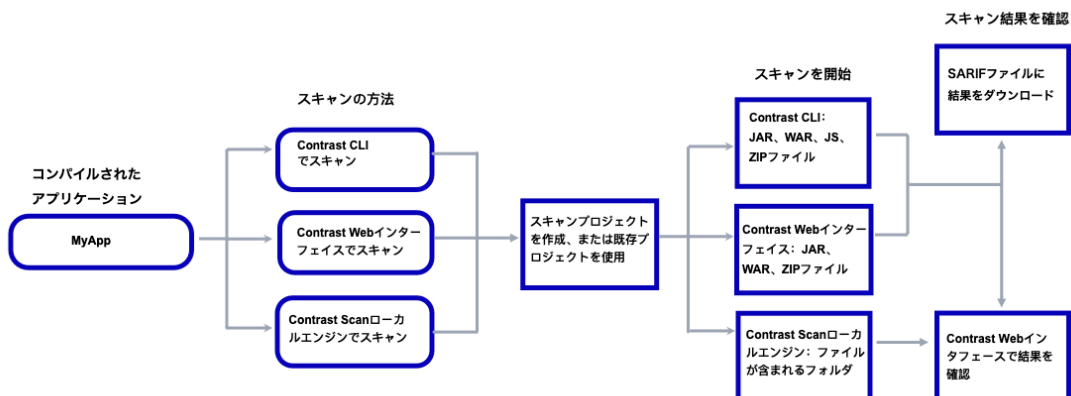 コンパイルされた
アプリケーション
MyApp
スキャンの方法
Contrast CLI
でスキャン
Contrast Webインター
フェイスでスキャン
Contrast Scanローカ
ルエンジンでスキャン
スキャンプロジェクト
を作成、または既存プ
ロジェクトを使用
スキャンを開始
Contrast CLI:
JAR、WAR、JS、
ZIPファイル
Contrast Webインター
フェイス: JAR、
WAR、ZIPファイル
Contrast Scanローカ
ルエンジン: ファイル
が含まれるフォルダ
スキャン結果を確認
SARIFファイルに
結果をダウンロード
Contrast Webイン
タフェースで結果を
確認